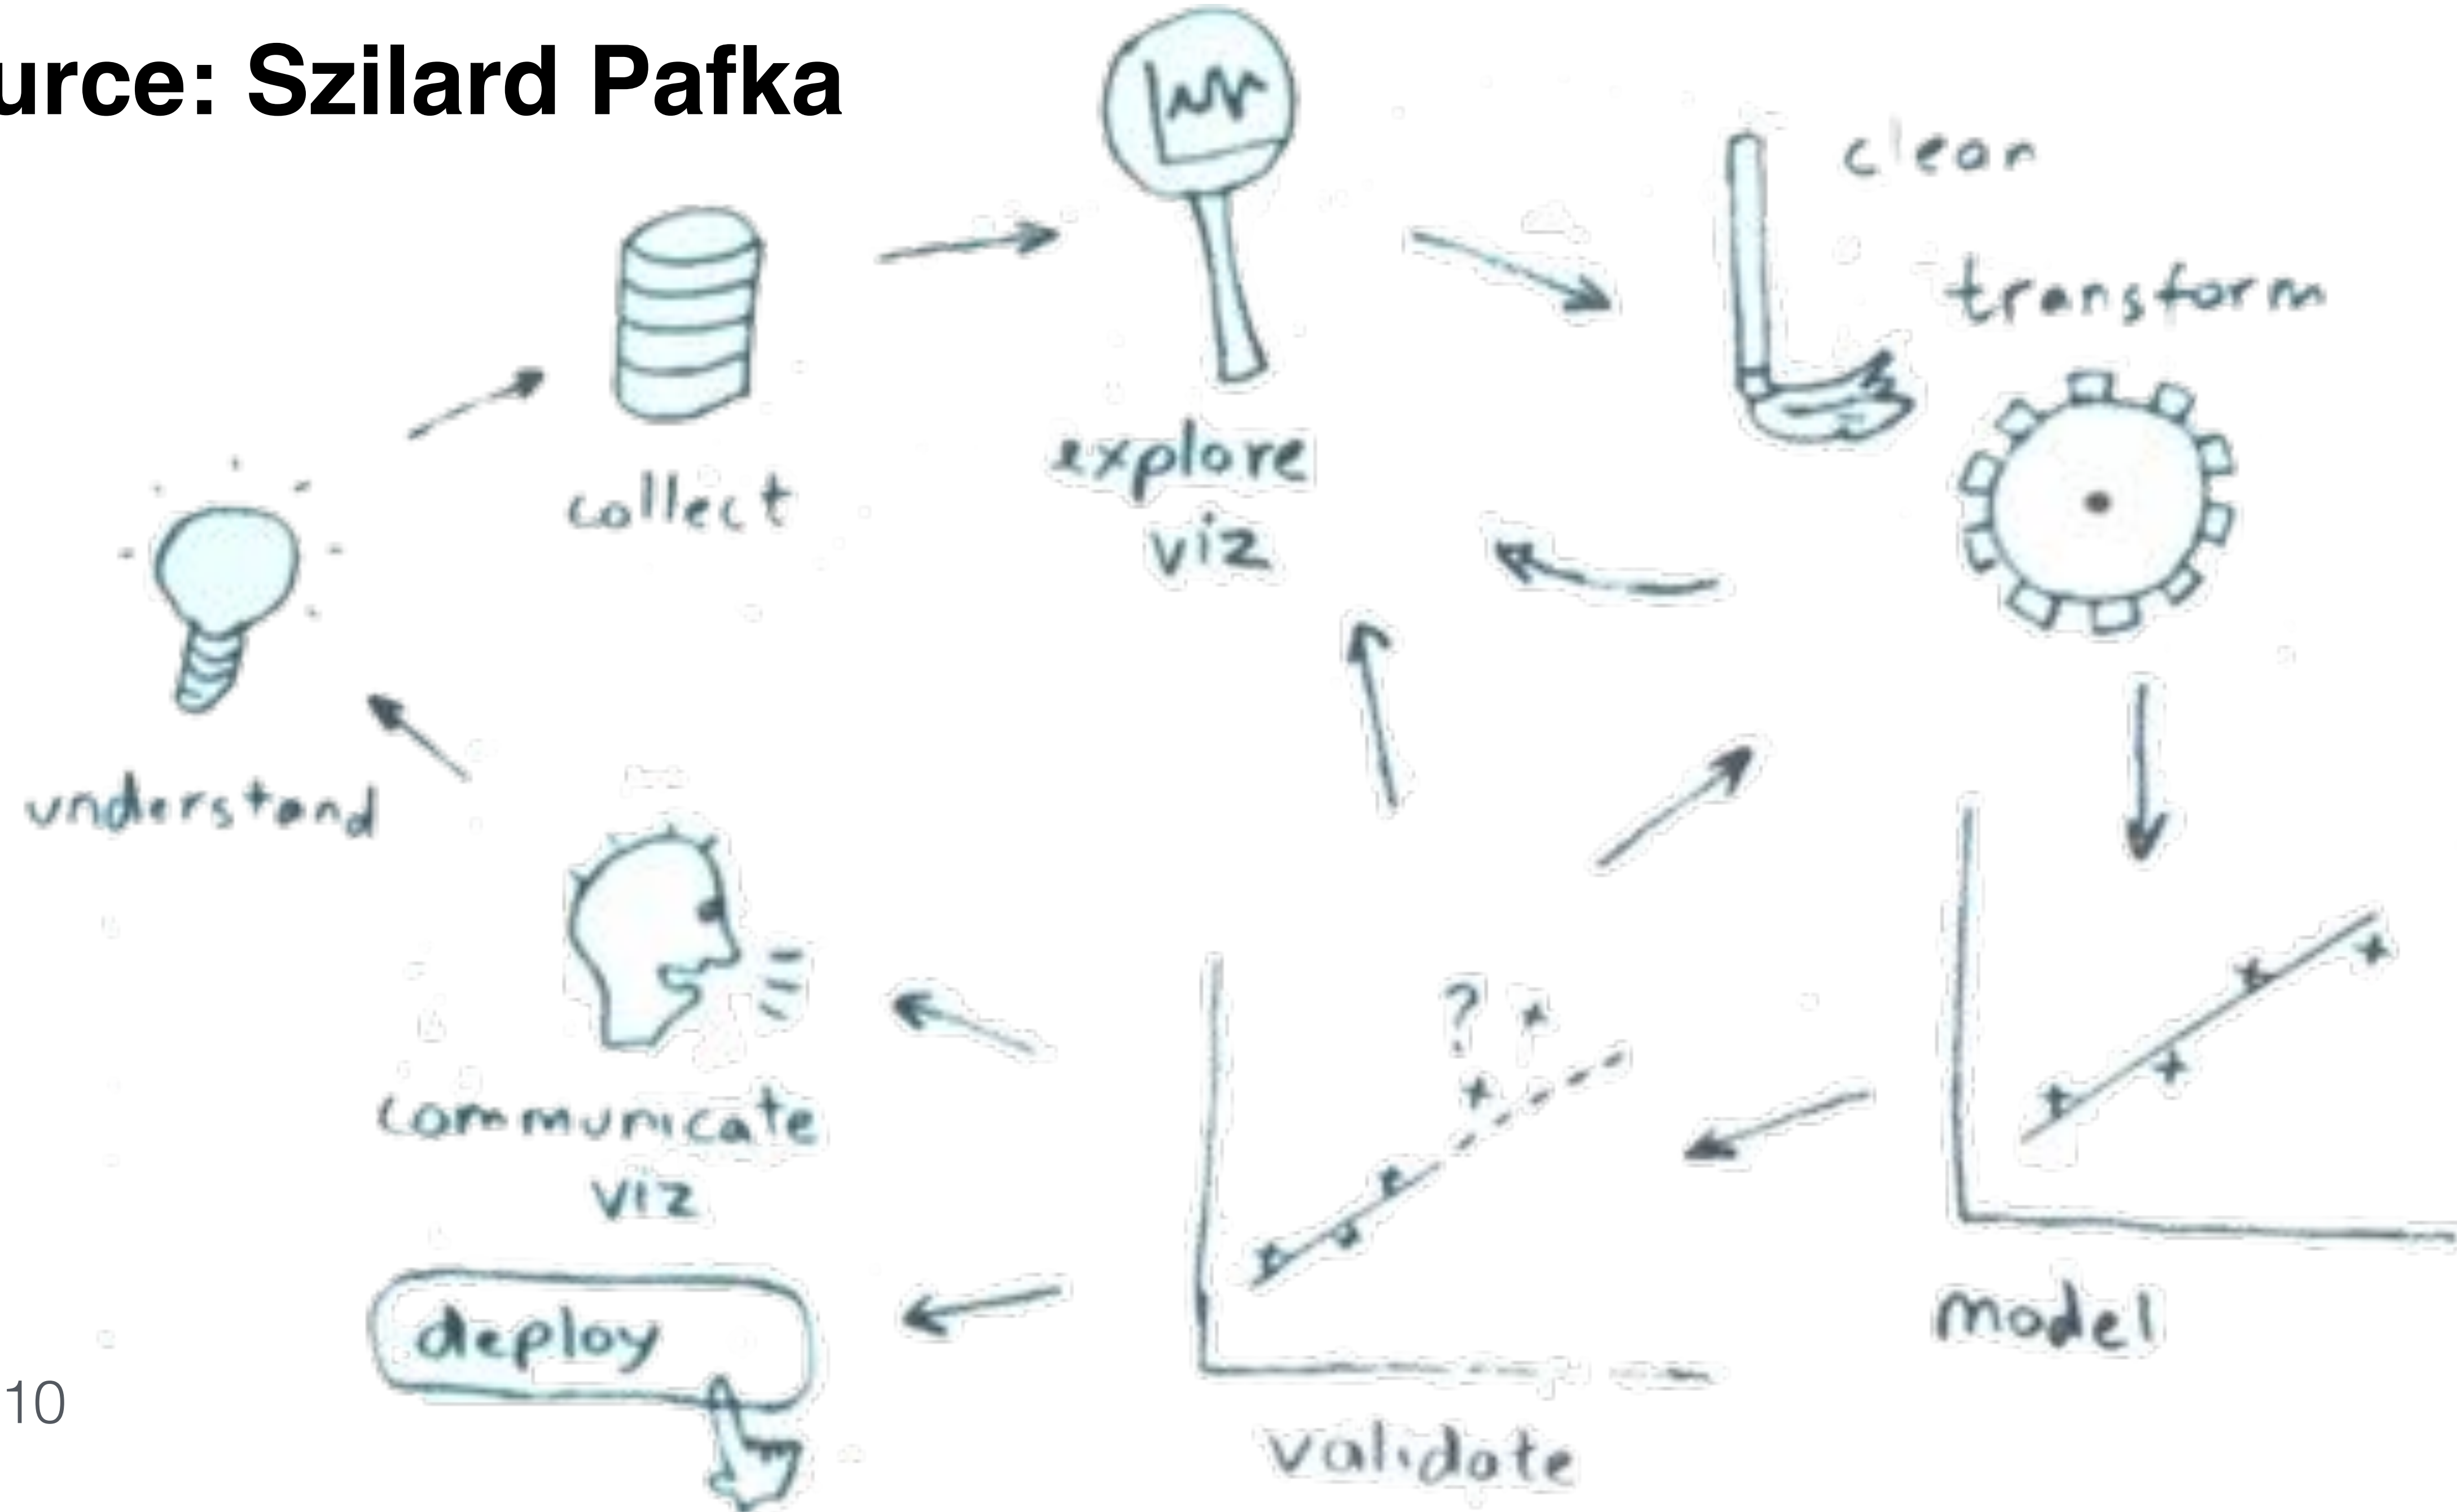 urce: Szilard Pafka
clean
transform
collect
explore
viz
understand
?
communicate
viz
deploy
model
validate
10